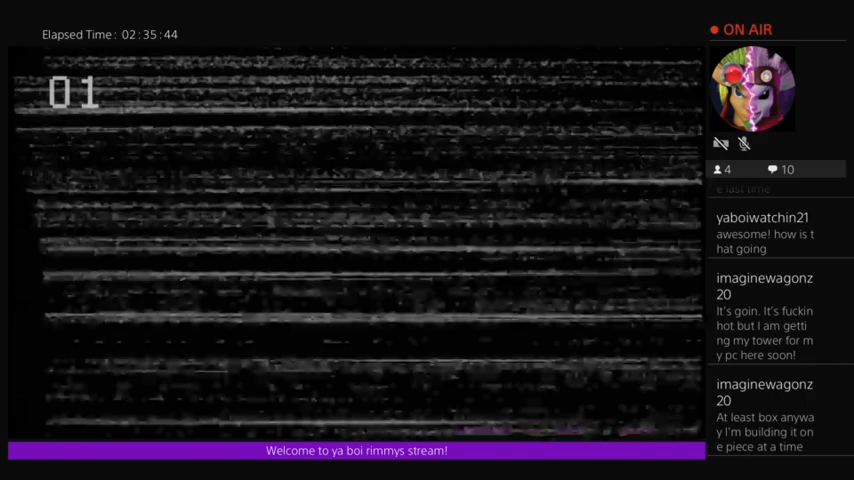 Elapsed Time : 02 : 35 : 44
ON AIR
01
4
10
e last time
yaboiwatchin21
awesome! how is t
hat going
imaginewagonz
20
It's goin. It's fuckin
hot but I am getti
ng my tower for m
y pc here soon!
imaginewagonz
20
At least box anywa
y I'm building it on
e piece at a time
Welcome to ya boi rimmys stream!